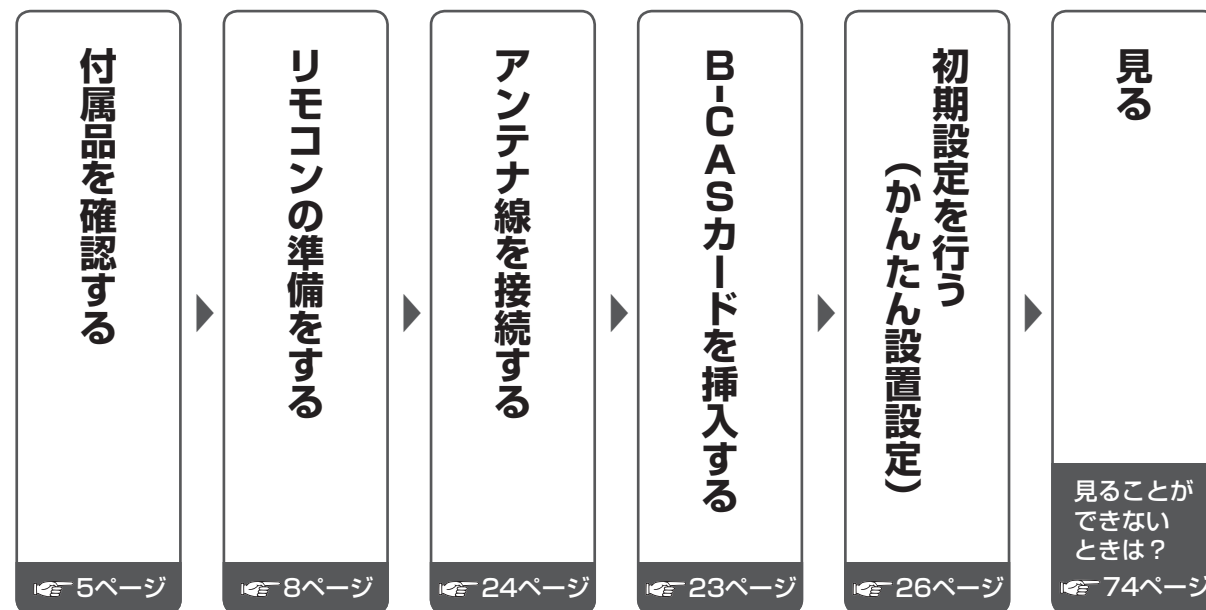 付属品を確認する
☞5ページ
リモコンの準備をする
☞8ページ
アンテナ線を接続する
☞24ページ
B-CASカードを挿入する
☞23ページ
初期設定を行う
(かんたん設置設定)
☞26ページ
見る
見ることが
できない
ときは?
☞74ページ